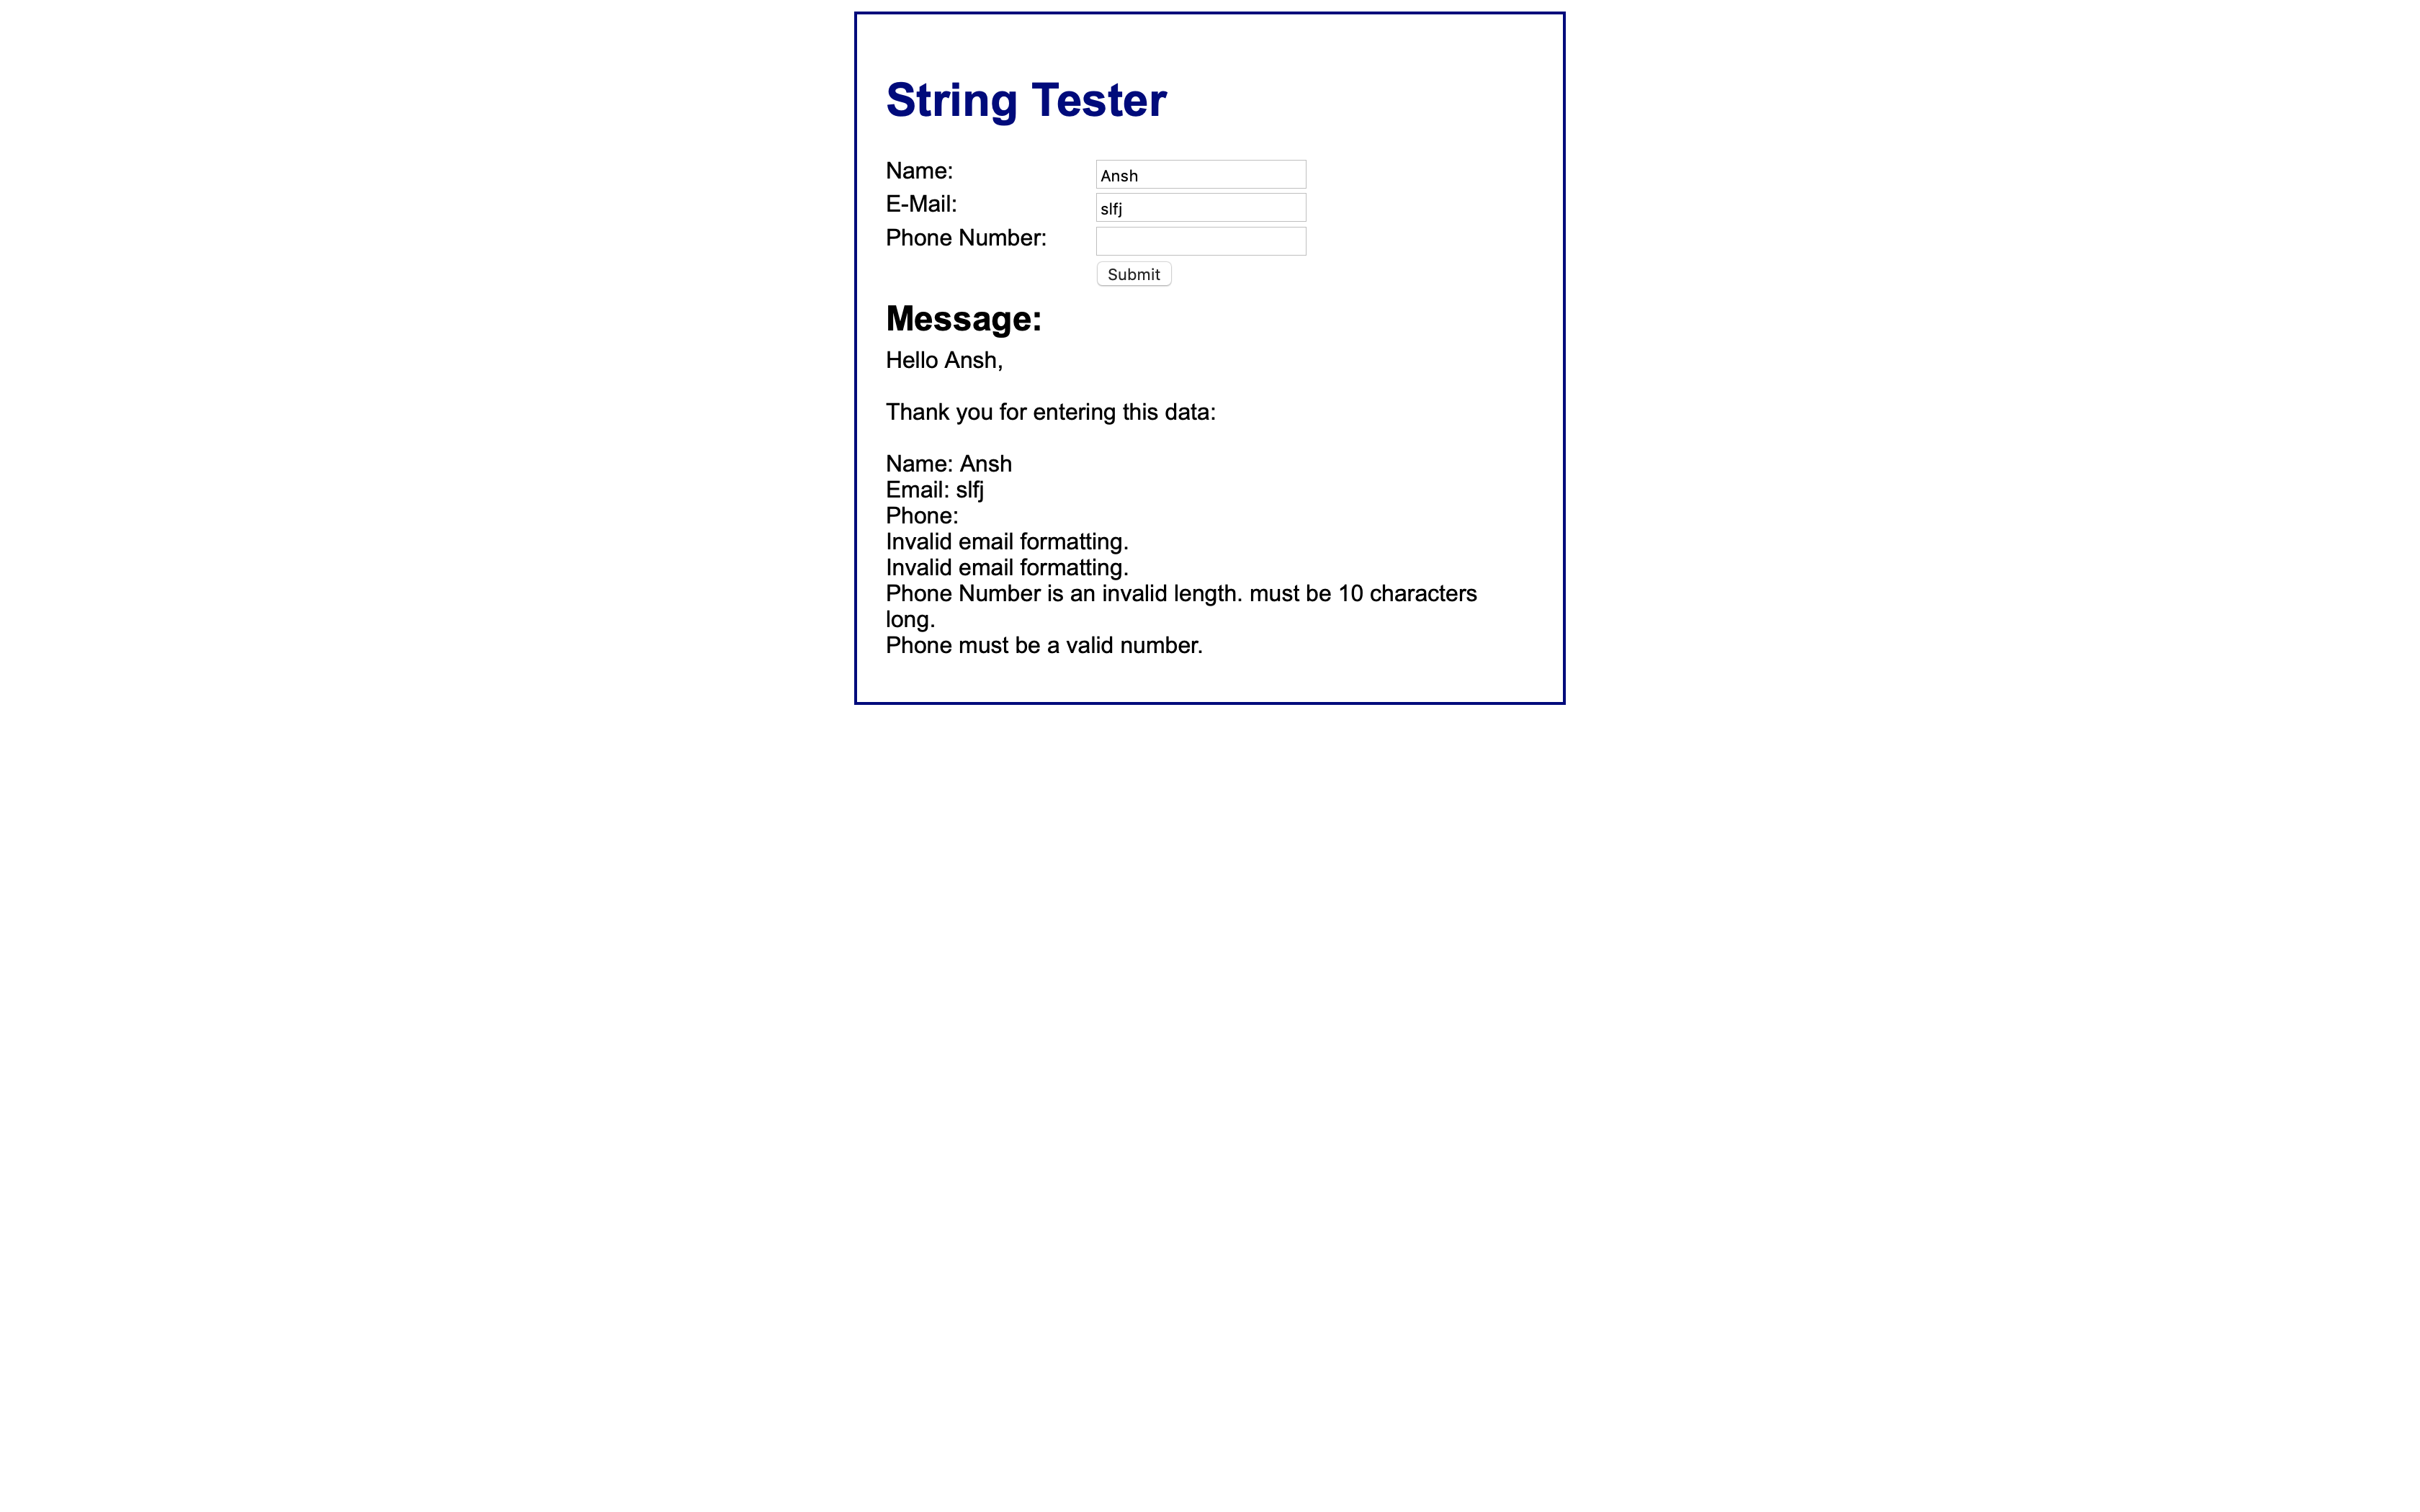 String Tester
Name: Ansh
E-Mail: slfj
Phone Number:
Submit
Message:
Hello Ansh,
Thank you for entering this data:
Name: Ansh
Email: slfj
Phone:
Invalid email formatting.
Invalid email formatting.
Phone Number is an invalid length. must be 10 characters
long.
Phone must be a valid number.